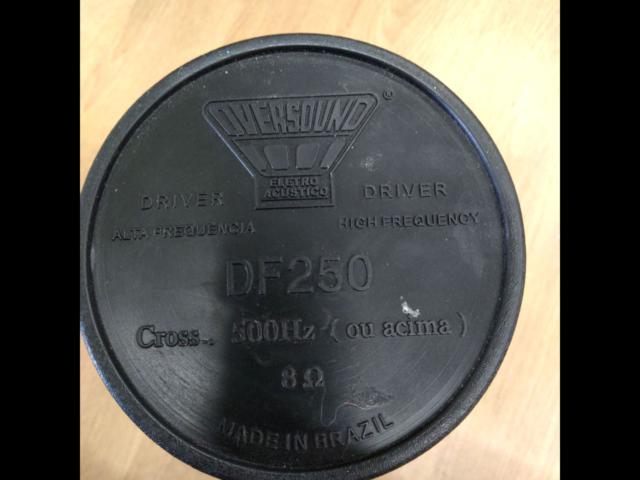 OVERSOUND ®
ELETRO
ACÚSTICO
DRIVER
ALTA FREQUENCIA
DRIVER
HIGH FREQUENCY
DF250
Cross.: 500Hz (ou acima)
8 Ω
MADE IN BRAZIL